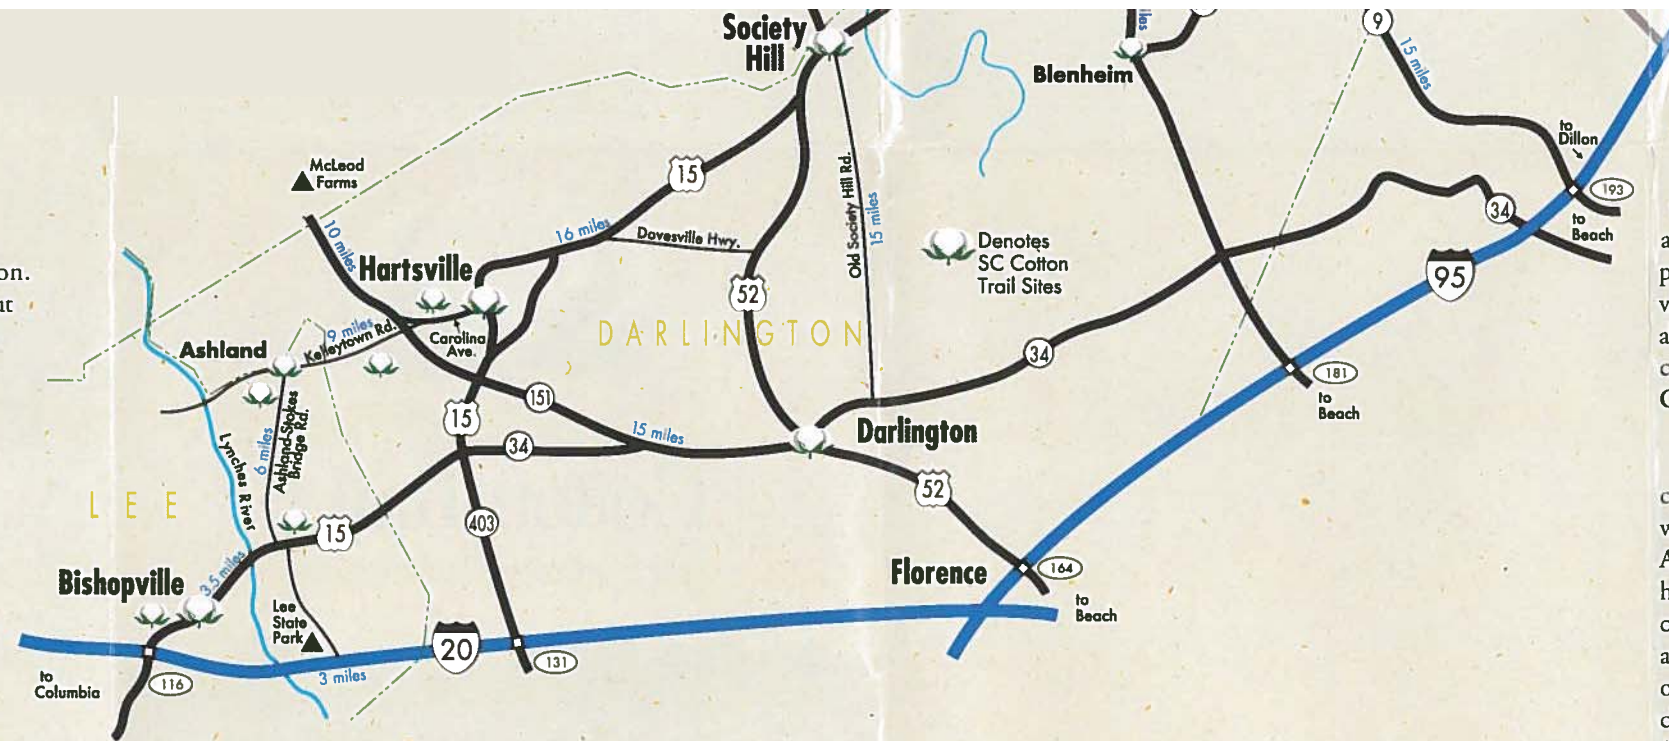 Society
Hill
Blenheim
9
15 miles
to
Dillon
193
to
Beach
34
95
McLeod
Farms
10 miles
15
16 miles
Dovesville Hwy.
Old Society Hill Rd.
15 miles
Denotes
SC Cotton
Trail Sites
Hartsville
52
DARLINGTON
9 miles
Kelleytown Rd.
Carolina
Ave.
Ashland
34
181
to
Beach
151
15
34
15 miles
Darlington
6 miles
Ashland-Stokes
Bridge Rd.
Lynches River
LEE
15
403
52
Florence
164
to
Beach
Bishopville
3.5 miles
Lee
State
Park
20
131
3 miles
to
Columbia
116
on.